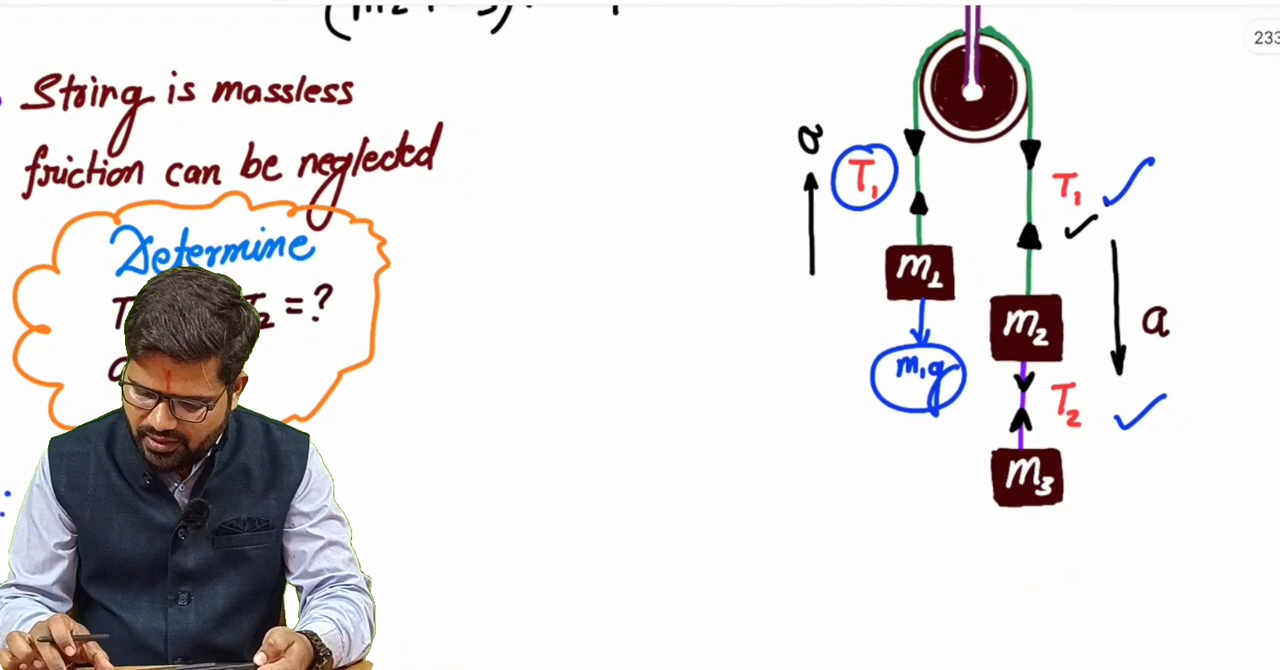 233
String is massless
friction can be neglected
Determine
= ?
a
T₁
T₁
m₁
m₂
a
m₁g
T₂
m₃